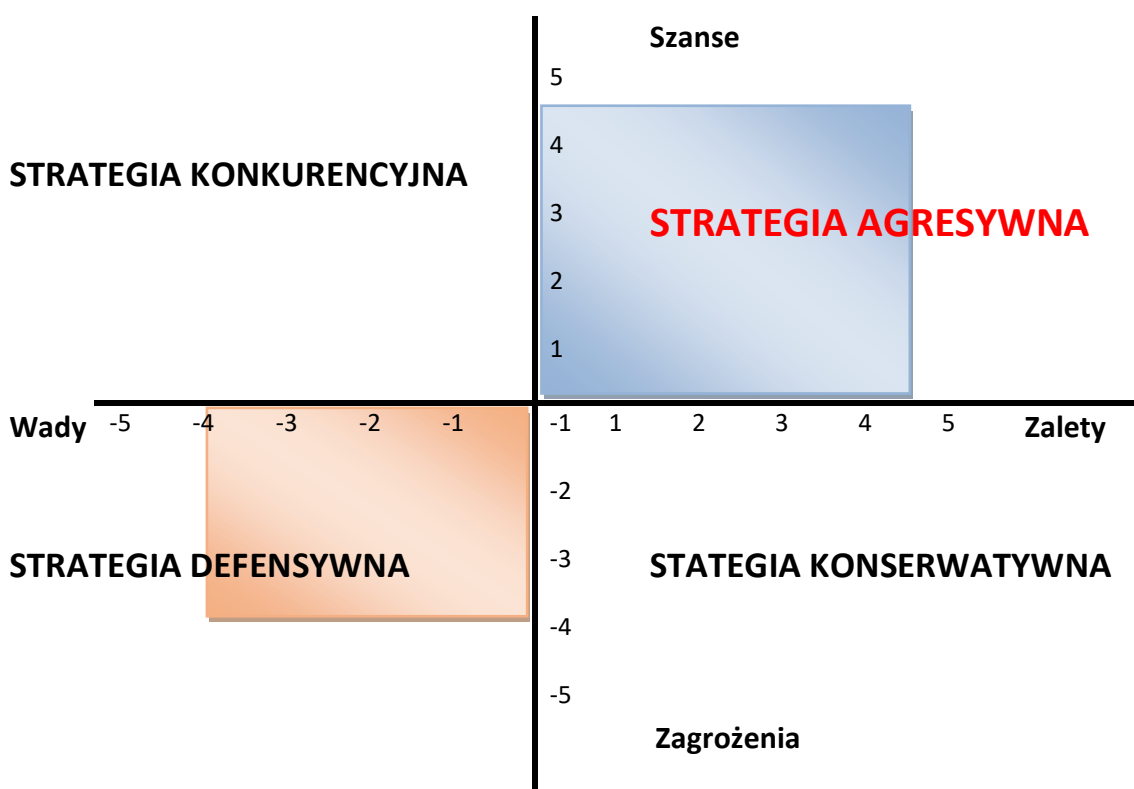 Szanse
5
4
STRATEGIA KONKURENCYJNA
3
STRATEGIA AGRESYWNA
2
1
Wady -5 -4 -3 -2 -1 -1 1 2 3 4 5 Zalety
-2
STRATEGIA DEFENSYWNA -3 STATEGIA KONSERWATYWNA
-4
-5
Zagrożenia